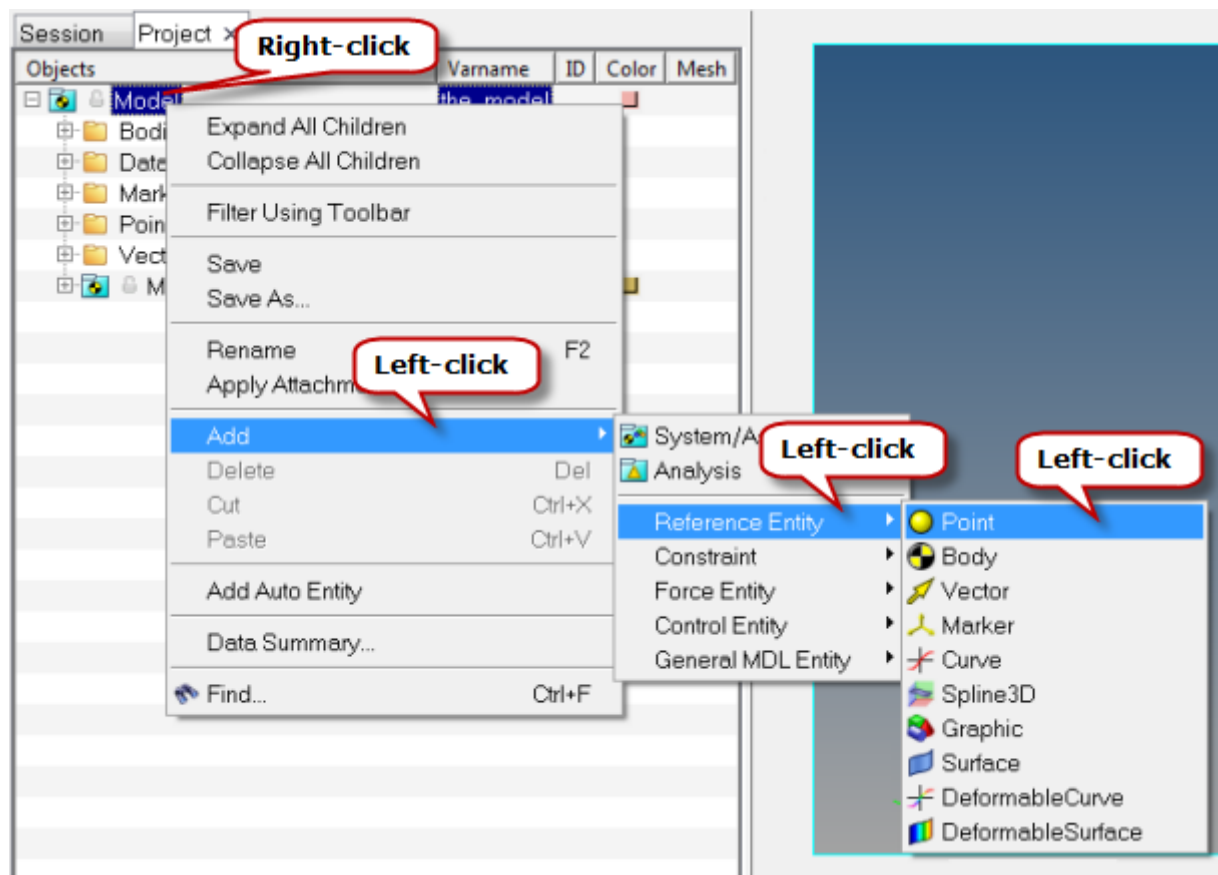 Session Project ×
Right-click
Objects Varname ID Color Mesh
Model the_model
Expand All Children
Bodi
Collapse All Children
Data
Mark
Filter Using Toolbar
Poin
Vect
Save
M
Save As...
Rename F2
Left-click
Apply Attachm
Add
System/A
Left-click
Left-click
Delete Del
Analysis
Cut Ctrl+X
Reference Entity
Point
Paste Ctrl+V
Constraint
Body
Add Auto Entity
Force Entity
Vector
Control Entity
Marker
Data Summary...
General MDL Entity
Curve
Find... Ctrl+F
Spline3D
Graphic
Surface
DeformableCurve
DeformableSurface